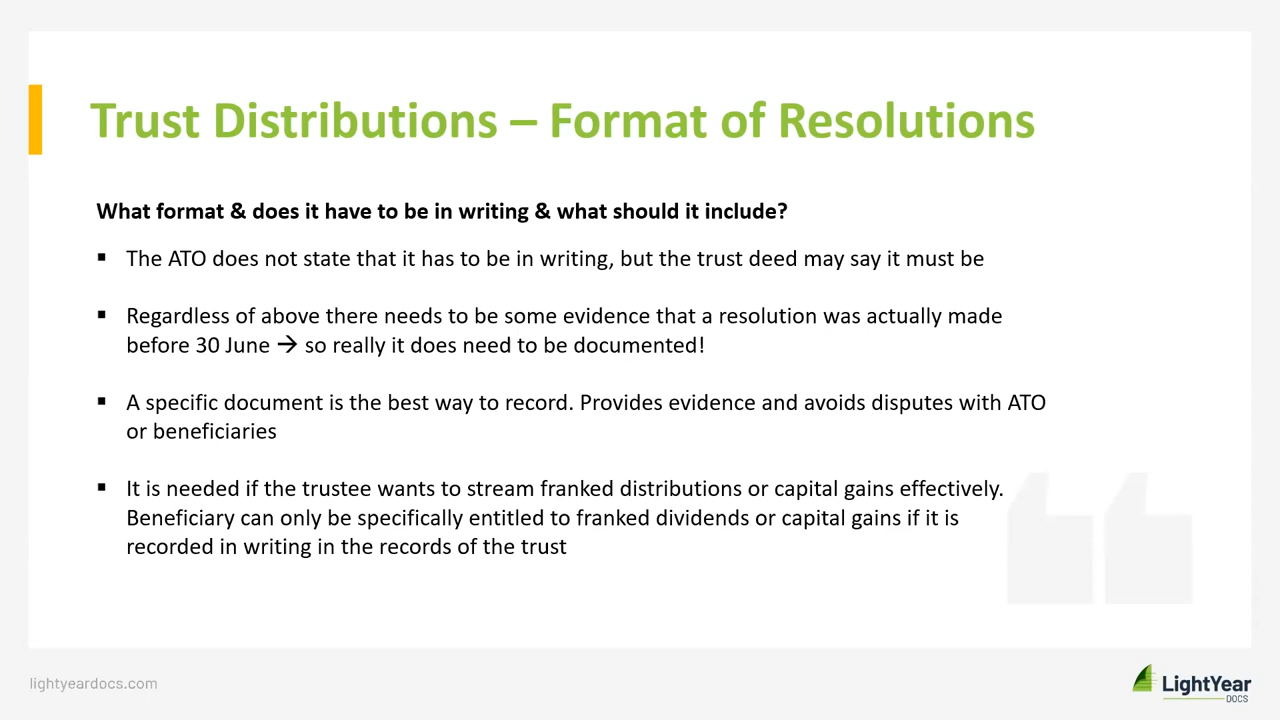 Trust Distributions – Format of Resolutions
What format & does it have to be in writing & what should it include?
▪ The ATO does not state that it has to be in writing, but the trust deed may say it must be
▪ Regardless of above there needs to be some evidence that a resolution was actually made
before 30 June → so really it does need to be documented!
▪ A specific document is the best way to record. Provides evidence and avoids disputes with ATO
or beneficiaries
▪ It is needed if the trustee wants to stream franked distributions or capital gains effectively.
Beneficiary can only be specifically entitled to franked dividends or capital gains if it is
recorded in writing in the records of the trust
lightyeardocs.com
LightYear
DOCS